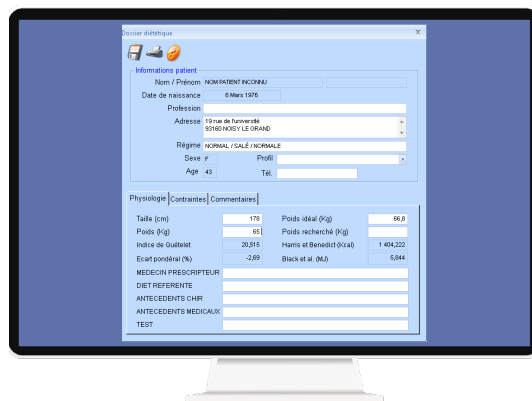 Dossier diététique
Informations patient
Nom / Prénom NOM PATIENT INCONNU
Date de naissance 6 Mars 1976
Profession
Adresse 19 rue de l'université
93160 NOISY LE GRAND
Régime NORMAL / SALÉ / NORMALE
Sexe F Profil
Age 43 Tél.
Physiologie Contraintes Commentaires
Taille (cm) 178 Poids idéal (Kg) 66,8
Poids (Kg) 65 Poids recherché (Kg)
Indice de Quételet 20,515 Harris et Benedict (Kcal) 1 404,222
Ecart pondéral (%) -2,69 Black et al. (MJ) 5,844
MEDECIN PRESCRIPTEUR
DIET REFERENTE
ANTECEDENTS CHIR
ANTECEDENTS MEDICAUX
TEST